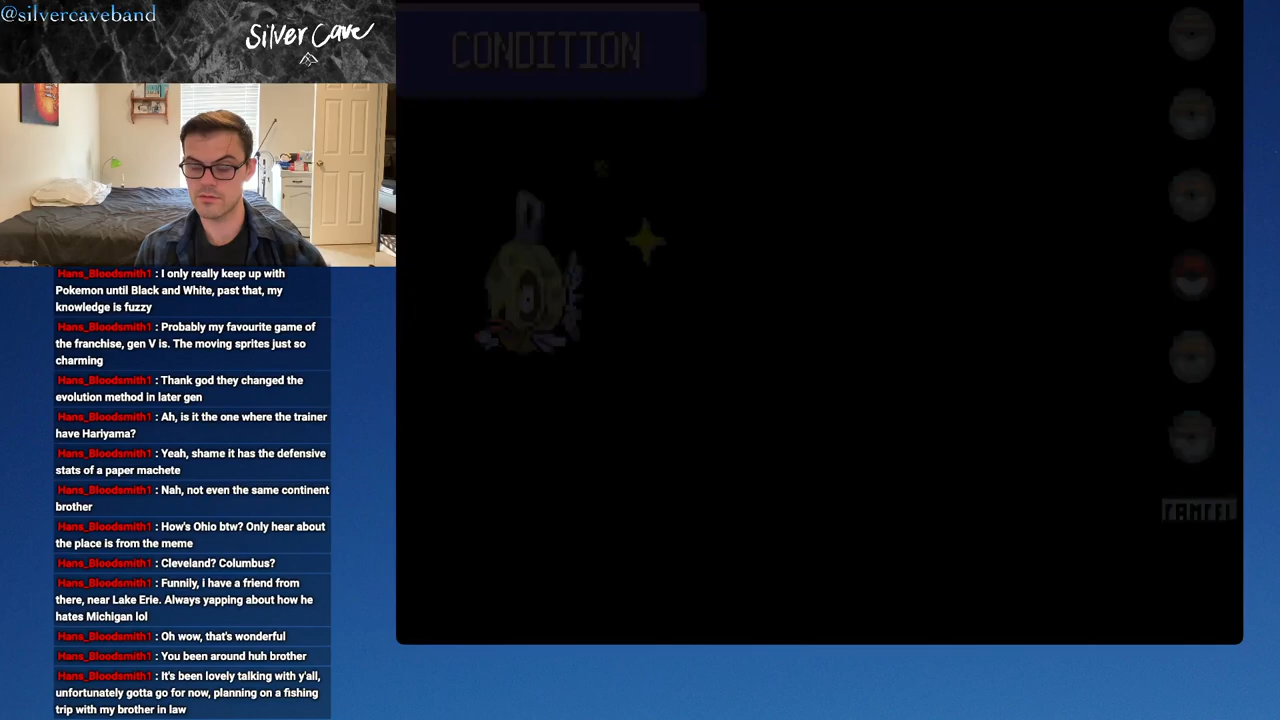 @silvercaveband
Silver Cave
CONDITION
Hans_Bloodsmith1 : I only really keep up with
Pokemon until Black and White, past that, my
knowledge is fuzzy
Hans_Bloodsmith1 : Probably my favourite game of
the franchise, gen V is. The moving sprites just so
charming
Hans_Bloodsmith1 : Thank god they changed the
evolution method in later gen
Hans_Bloodsmith1 : Ah, is it the one where the trainer
have Hariyama?
Hans_Bloodsmith1 : Yeah, shame it has the defensive
stats of a paper machete
Hans_Bloodsmith1 : Nah, not even the same continent
brother
Hans_Bloodsmith1 : How's Ohio btw? Only hear about
the place is from the meme
Hans_Bloodsmith1 : Cleveland? Columbus?
Hans_Bloodsmith1 : Funnily, i have a friend from
there, near Lake Erie. Always yapping about how he
hates Michigan lol
Hans_Bloodsmith1 : Oh wow, that's wonderful
Hans_Bloodsmith1 : You been around huh brother
Hans_Bloodsmith1 : It's been lovely talking with y'all,
unfortunately gotta go for now, planning on a fishing
trip with my brother in law